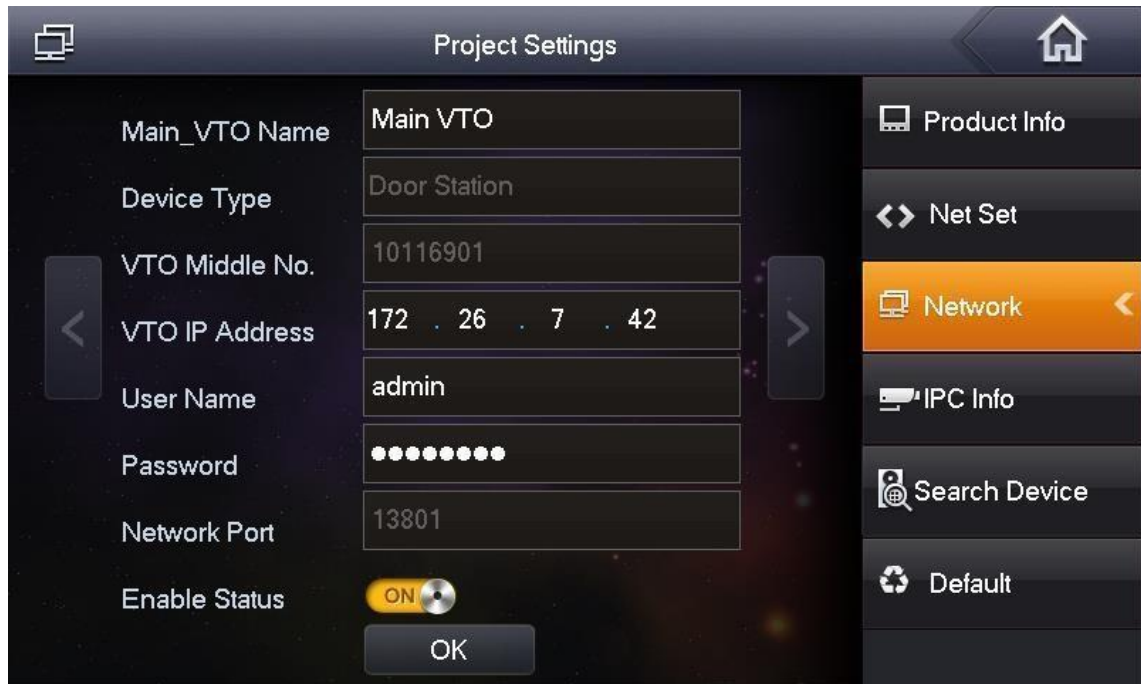 Project Settings
Main_VTO Name
Main VTO
Device Type
Door Station
VTO Middle No.
10116901
VTO IP Address
172 . 26 . 7 . 42
User Name
admin
Password
●●●●●●●●
Network Port
13801
Enable Status
ON
OK
Product Info
Net Set
Network
IPC Info
Search Device
Default